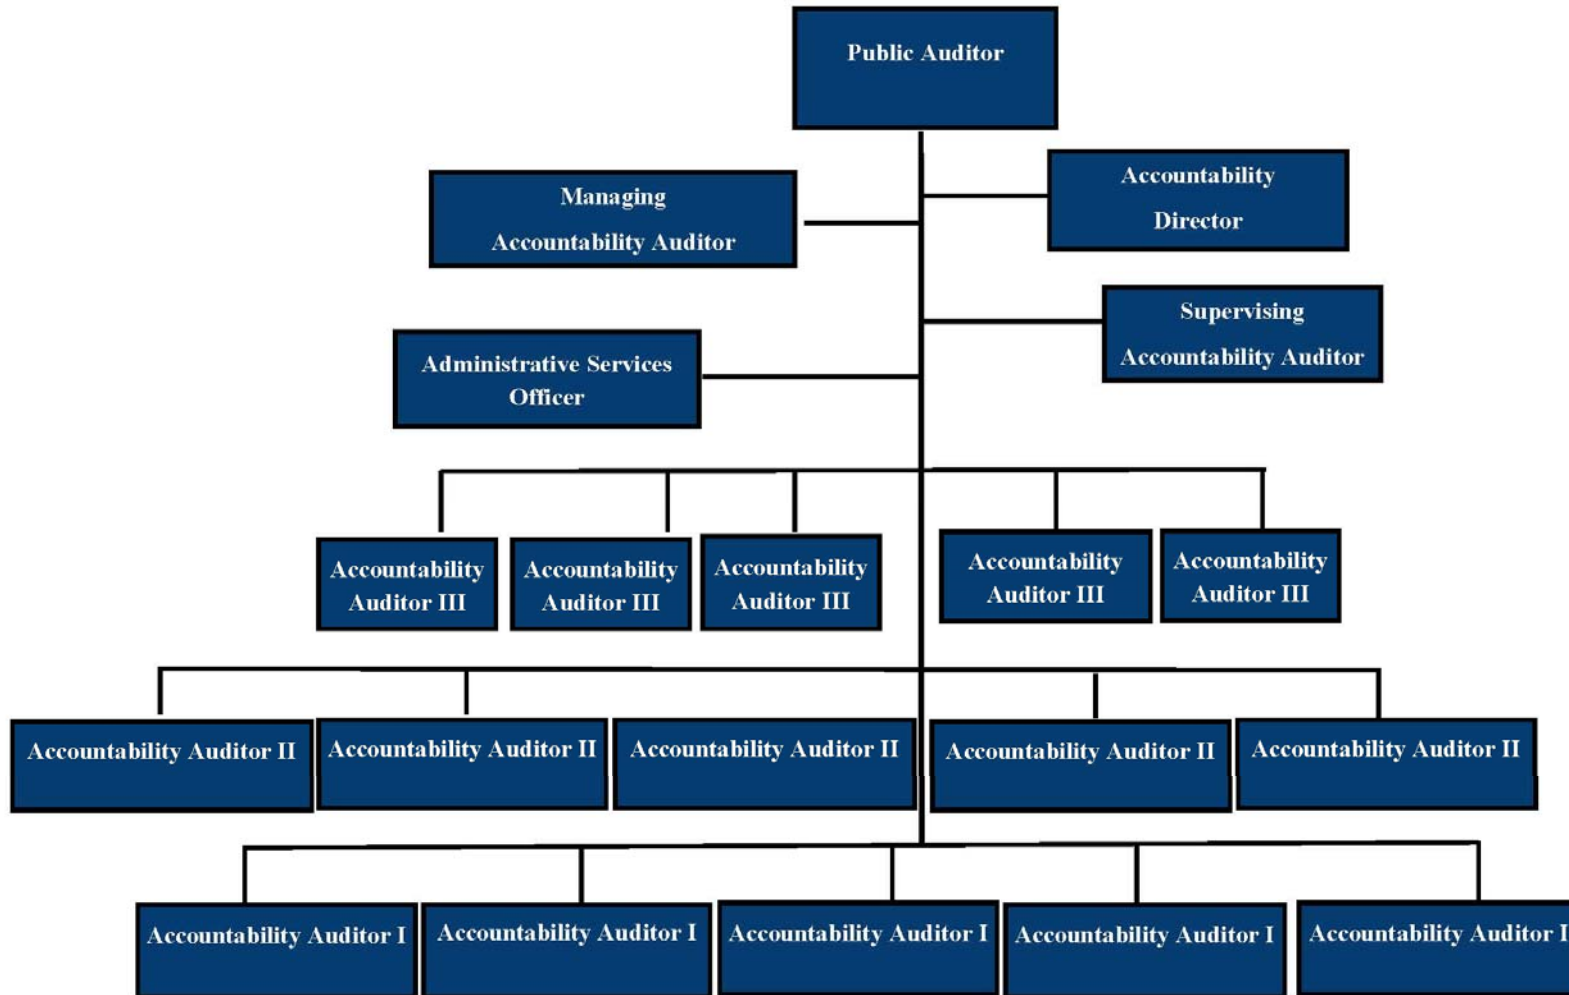 Public Auditor
Accountability
Director
Managing
Accountability Auditor
Supervising
Accountability Auditor
Administrative Services
Officer
Accountability
Auditor III
Accountability
Auditor III
Accountability
Auditor III
Accountability
Auditor III
Accountability
Auditor III
Accountability Auditor II
Accountability Auditor II
Accountability Auditor II
Accountability Auditor II
Accountability Auditor II
Accountability Auditor I
Accountability Auditor I
Accountability Auditor I
Accountability Auditor I
Accountability Auditor I